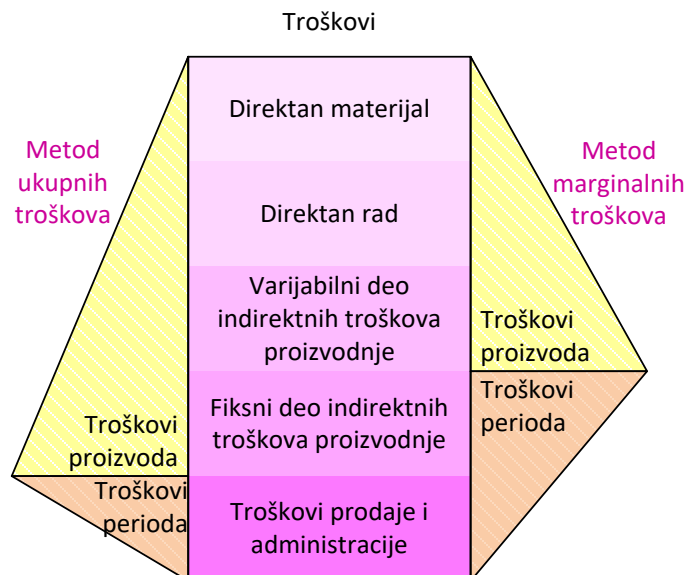 Troškovi
Direktan materijal
Metod
ukupnih
troškova
Metod
marginalnih
troškova
Direktan rad
Varijabilni deo
indirektnih troškova
proizvodnje
Troškovi
proizvoda
Troškovi
perioda
Fiksni deo indirektnih
troškova proizvodnje
Troškovi
proizvoda
Troškovi
perioda
Troškovi prodaje i
administracije